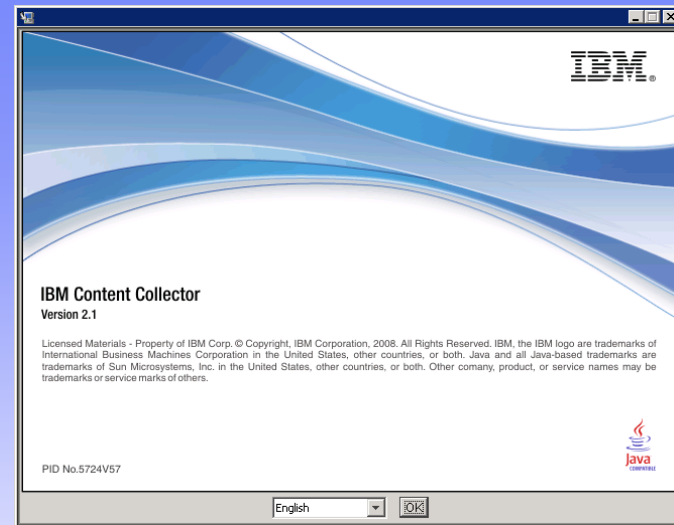 IBM®
IBM Content Collector
Version 2.1
Licensed Materials - Property of IBM Corp. © Copyright, IBM Corporation, 2008. All Rights Reserved. IBM, the IBM logo are trademarks of
International Business Machines Corporation in the United States, other countries, or both. Java and all Java-based trademarks are
trademarks of Sun Microsystems, Inc. in the United States, other countries, or both. Other comany, product, or service names may be
trademarks or service marks of others.
Java
COMPATIBLE
PID No.5724V57
English
OK